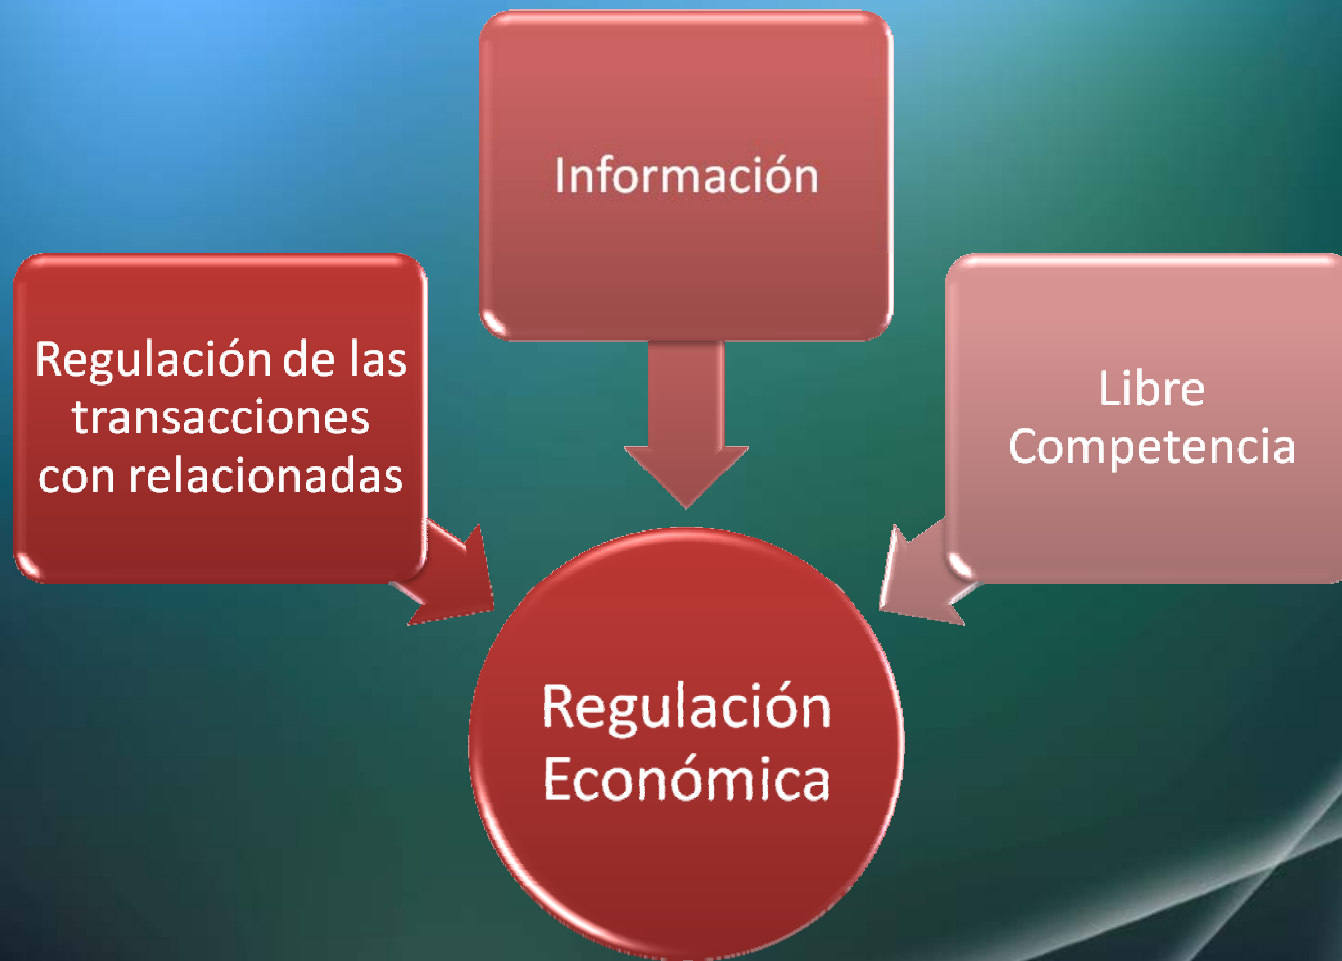 Información
Regulación de las
transacciones
con relacionadas
Libre
Competencia
Regulación
Económica